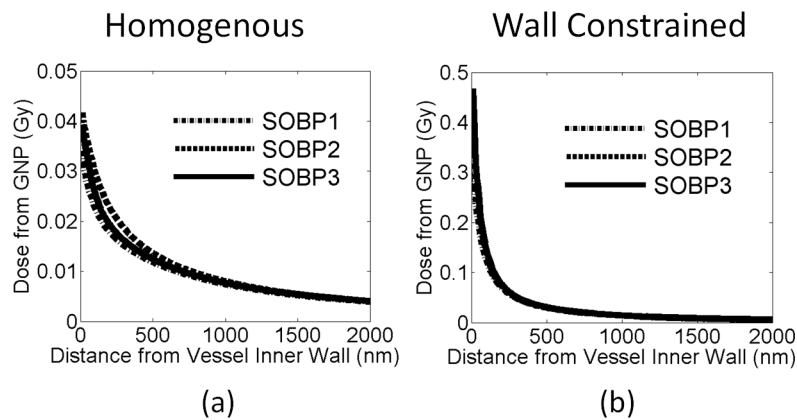 Homogenous
Dose from GNP (Gy)
0.05
0.04
0.03
0.02
0.01
0
SOBP1
SOBP2
SOBP3
0 500 1000 1500 2000
Distance from Vessel Inner Wall (nm)
(a)
Wall Constrained
Dose from GNP (Gy)
0.5
0.4
0.3
0.2
0.1
0
SOBP1
SOBP2
SOBP3
0 500 1000 1500 2000
Distance from Vessel Inner Wall (nm)
(b)